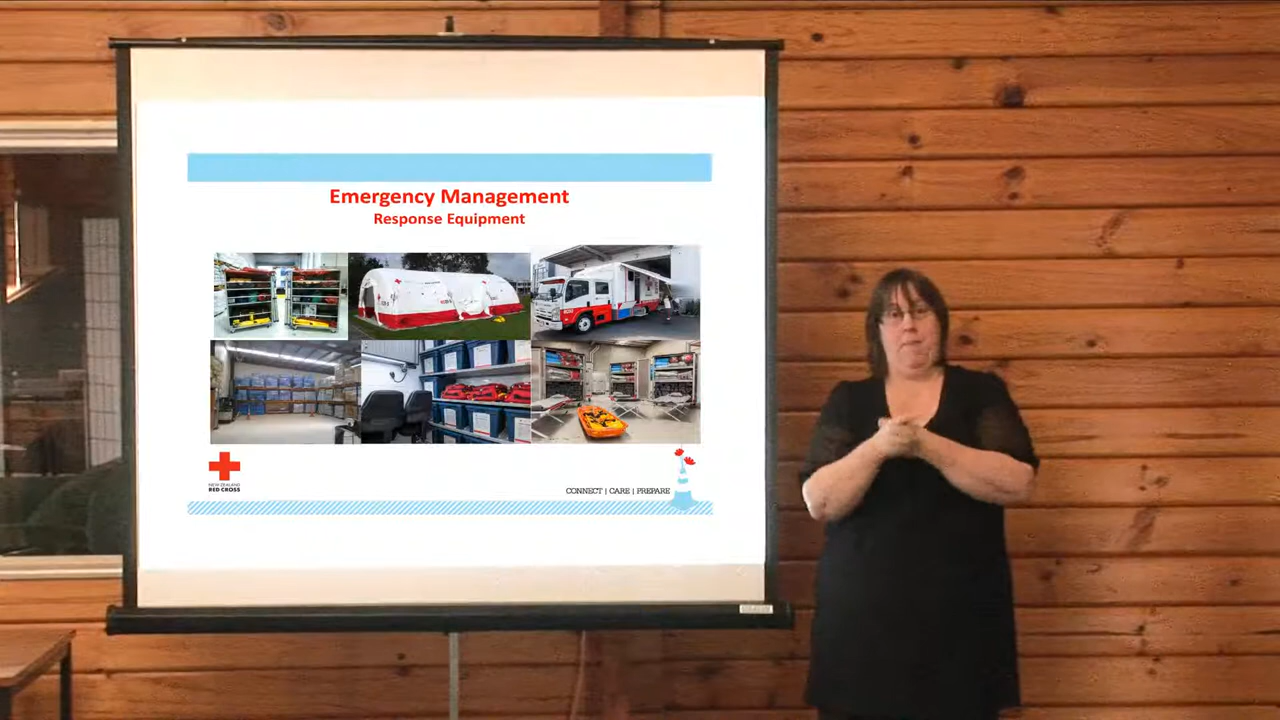 Emergency Management
Response Equipment
NEW ZEALAND
RED CROSS
CONNECT | CARE | PREPARE